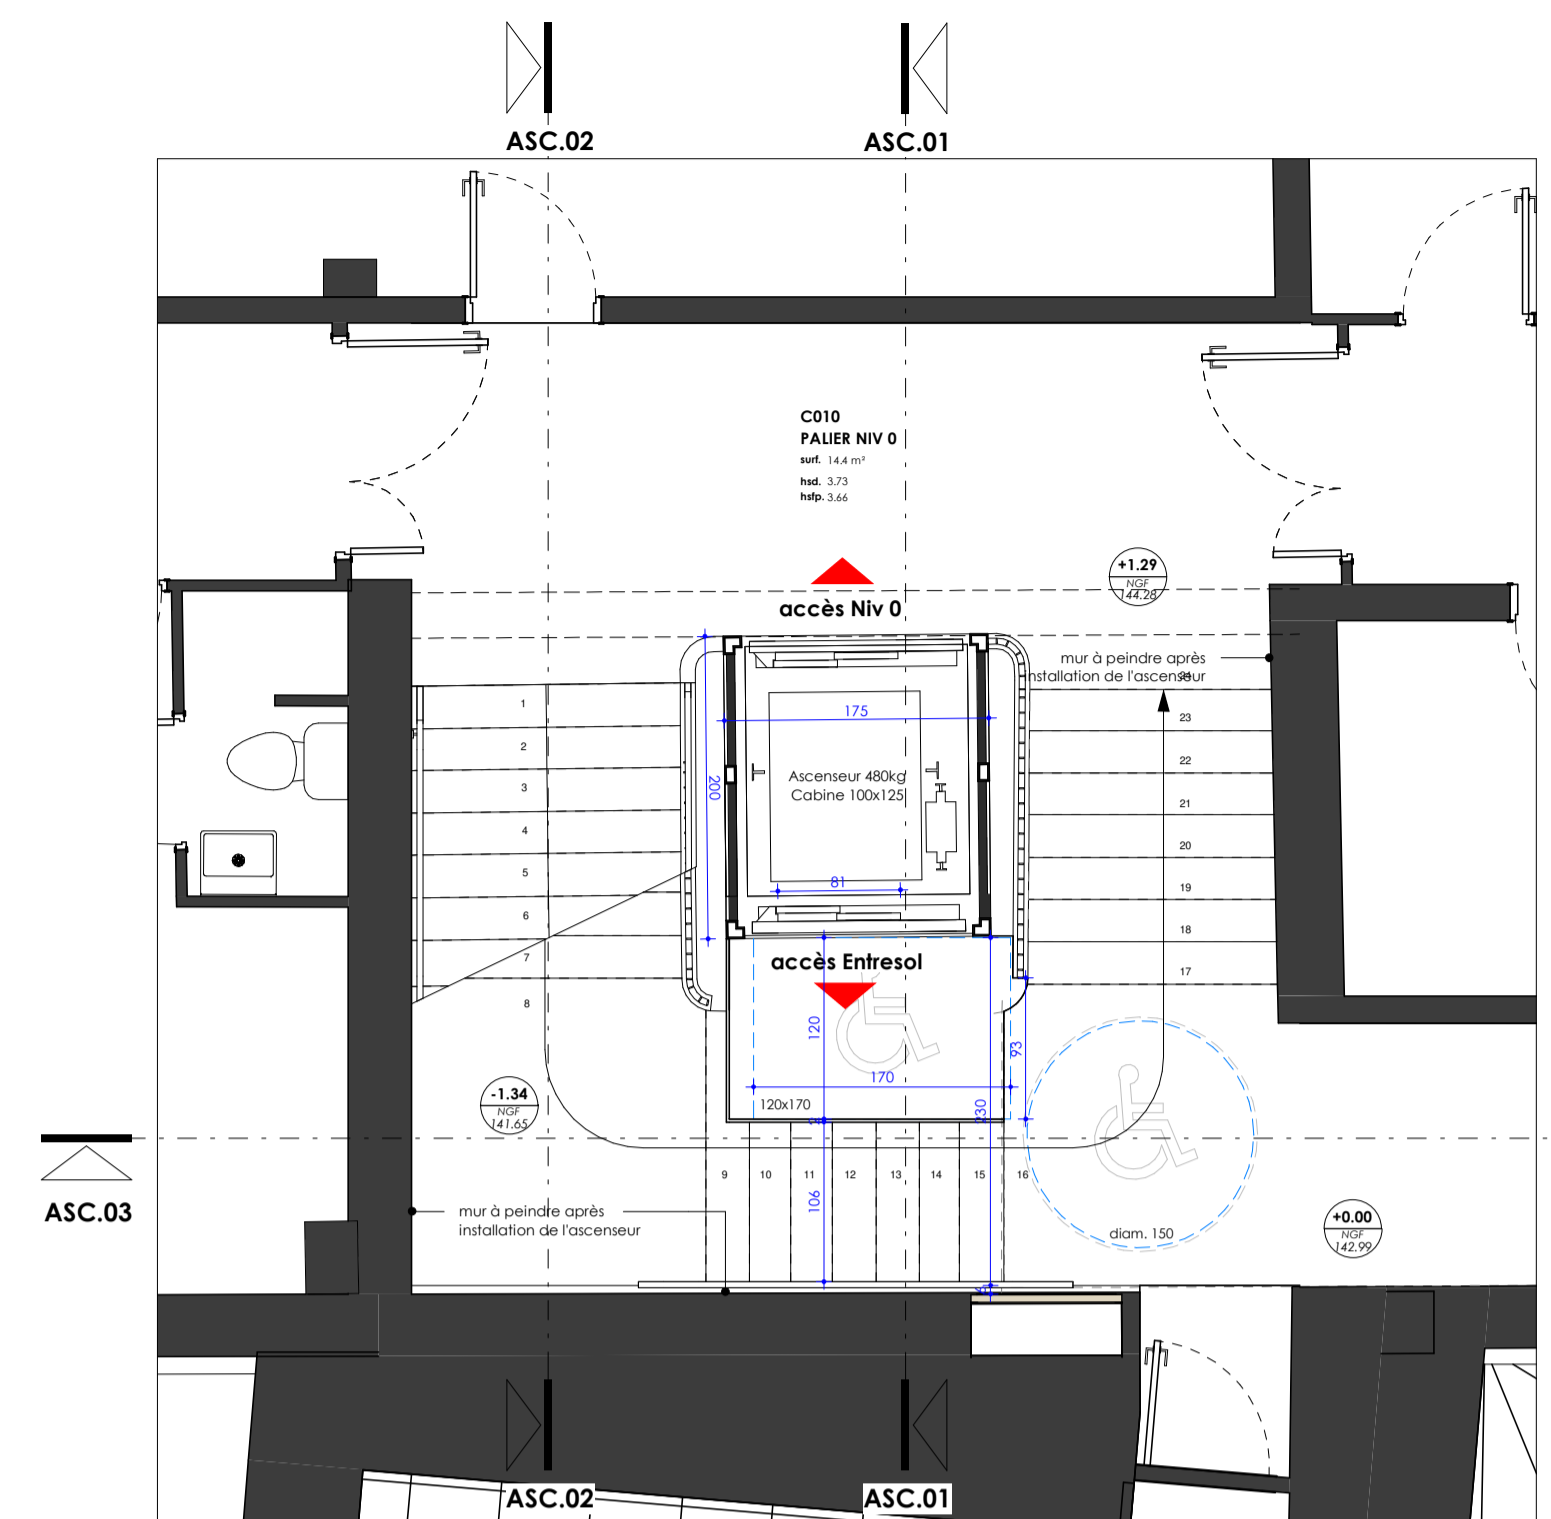 ASC.02
ASC.01
C010
PALIER NIV 0
surf. 14.4 m²
hsd. 3.73
hsfp. 3.66
+1.29
NGF
144.28
accès Niv 0
mur à peindre après
installation de l'ascenseur
24
1
2
3
4
5
6
7
8
175
200
Ascenseur 480kg
Cabine 100x125
81
23
22
21
20
19
18
17
accès Entresol
120
93
170
120x170
230
2
-1.34
NGF
141.65
9
10
11
12
13
14
15
16
106
ASC.03
mur à peindre après
installation de l'ascenseur
diam. 150
+0.00
NGF
142.99
ASC.02
ASC.01